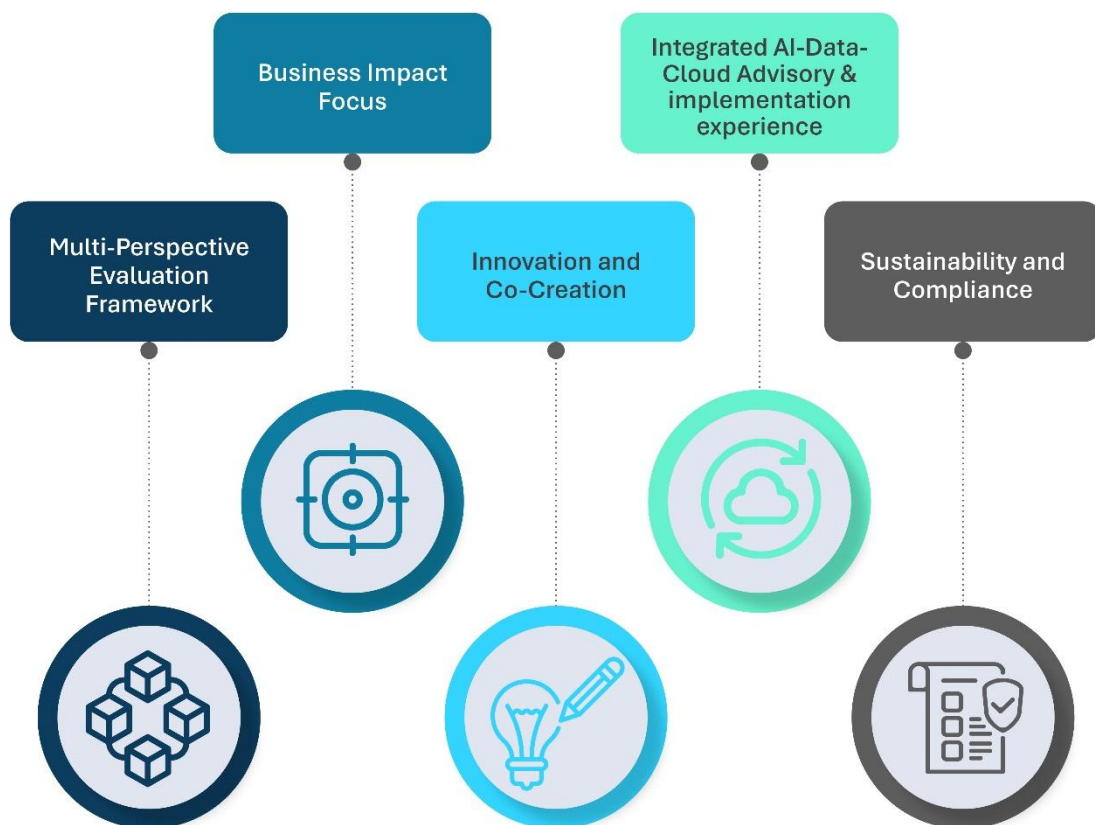 Business Impact
Focus
Integrated AI-Data-
Cloud Advisory &
implementation
experience
Multi-Perspective
Evaluation
Framework
Innovation and
Co-Creation
Sustainability and
Compliance